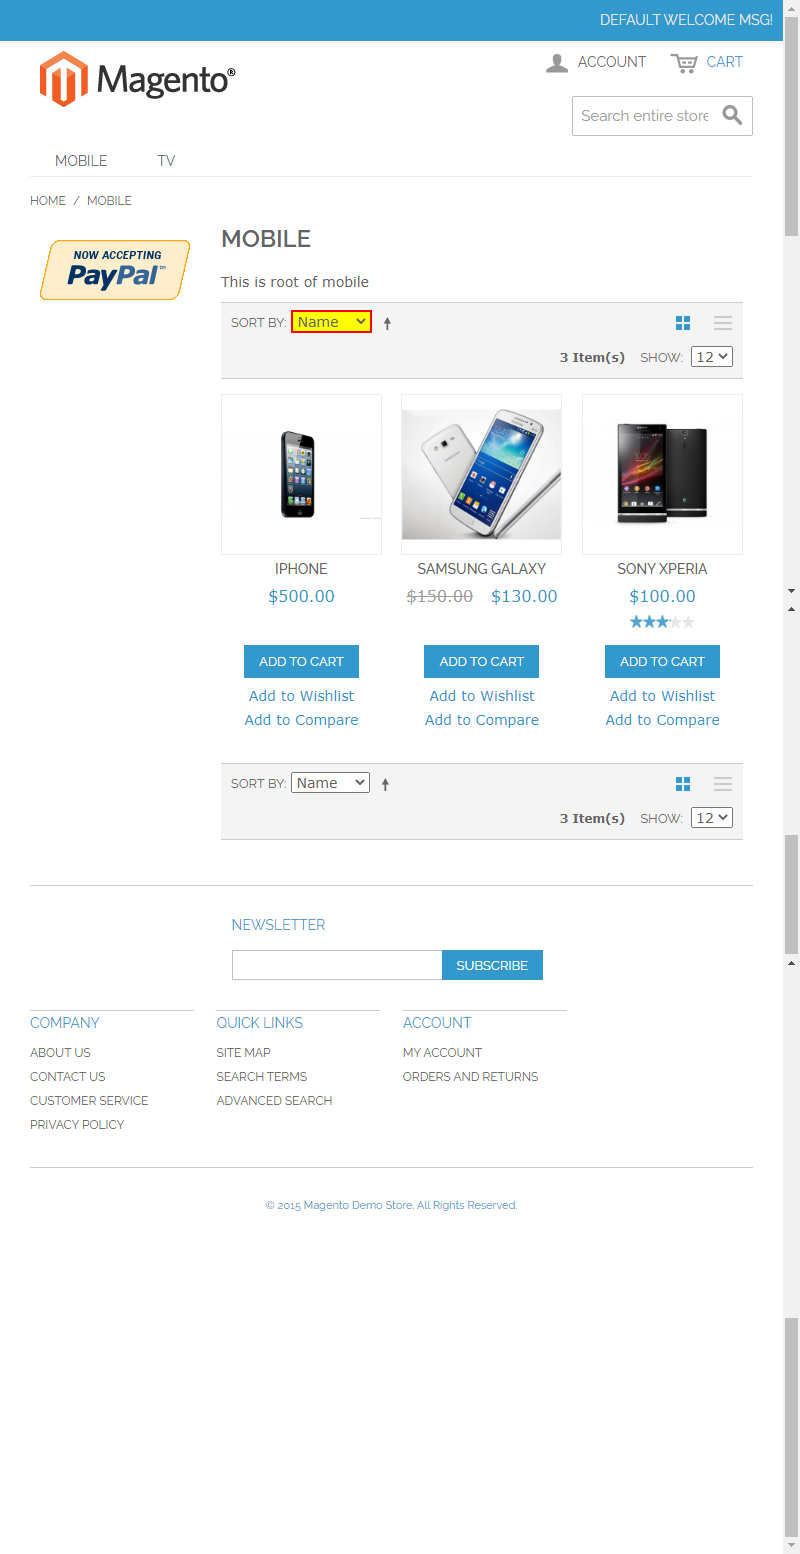 DEFAULT WELCOME MSG!
Magento®
ACCOUNT
CART
Search entire store
MOBILE
TV
HOME / MOBILE
NOW ACCEPTING
PayPal™
MOBILE
This is root of mobile
SORT BY: Name
3 Item(s) SHOW: 12
IPHONE
$500.00
ADD TO CART
Add to Wishlist
Add to Compare
SAMSUNG GALAXY
$150.00 $130.00
ADD TO CART
Add to Wishlist
Add to Compare
SONY XPERIA
$100.00
ADD TO CART
Add to Wishlist
Add to Compare
SORT BY: Name
3 Item(s) SHOW: 12
NEWSLETTER
SUBSCRIBE
COMPANY
ABOUT US
CONTACT US
CUSTOMER SERVICE
PRIVACY POLICY
QUICK LINKS
SITE MAP
SEARCH TERMS
ADVANCED SEARCH
ACCOUNT
MY ACCOUNT
ORDERS AND RETURNS
© 2015 Magento Demo Store. All Rights Reserved.